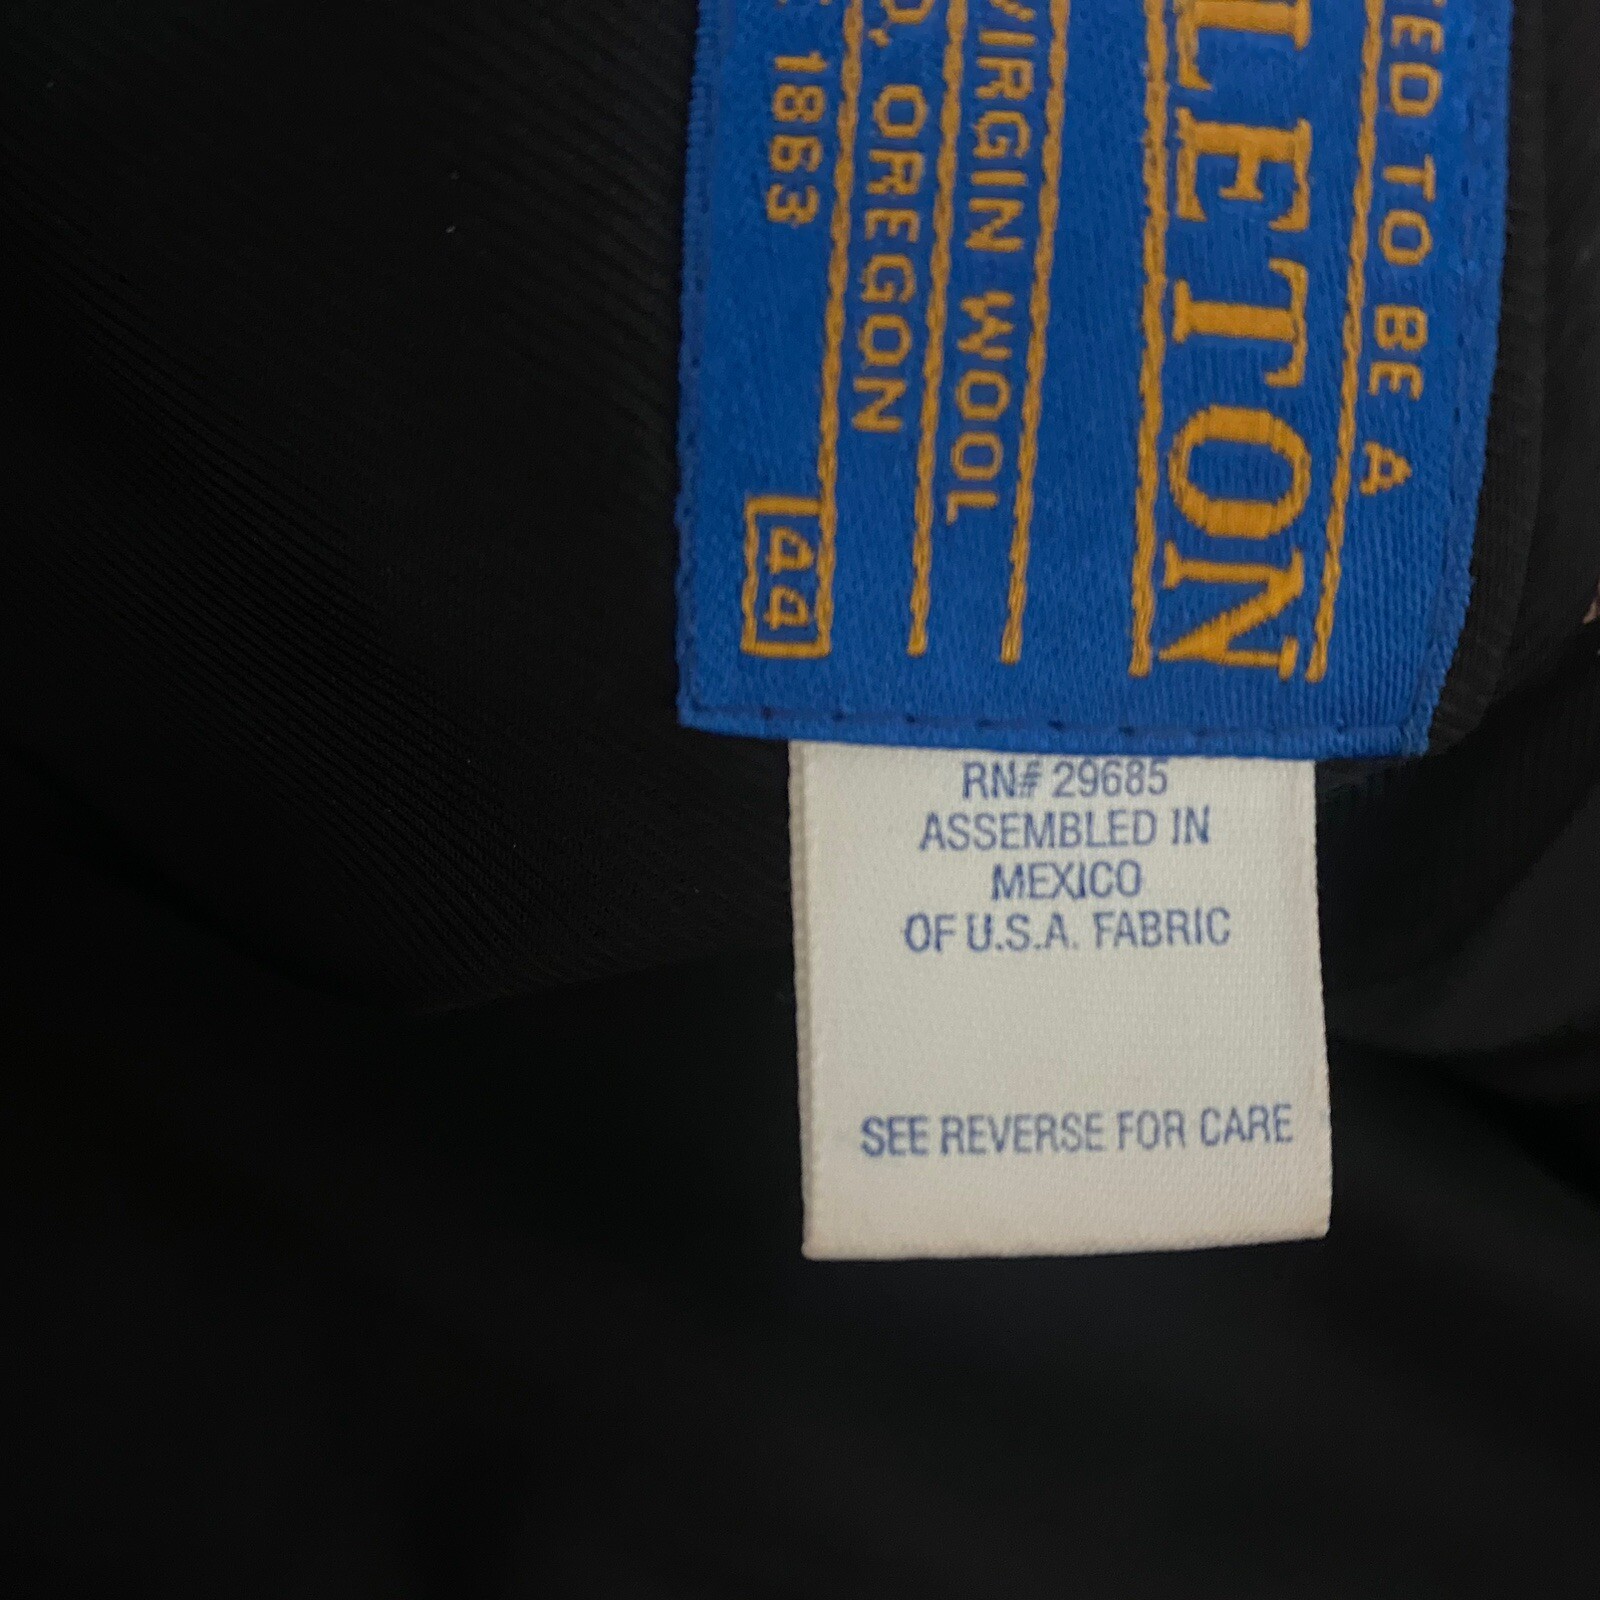 TED TO BE A
LETON
VIRGIN WOOL
D, OREGON
1863
44
RN# 29685
ASSEMBLED IN
MEXICO
OF U.S.A. FABRIC
SEE REVERSE FOR CARE